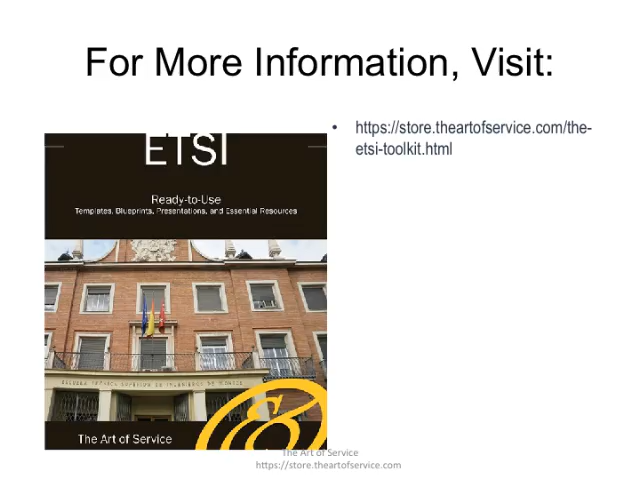 For More Information, Visit:
• https://store.theartofservice.com/the-
etsi-toolkit.html
ETSI
Ready-to-Use
Templates, Blueprints, Presentations, and Essential Resources
The Art of Service
The Art of Service
https://store.theartofservice.com